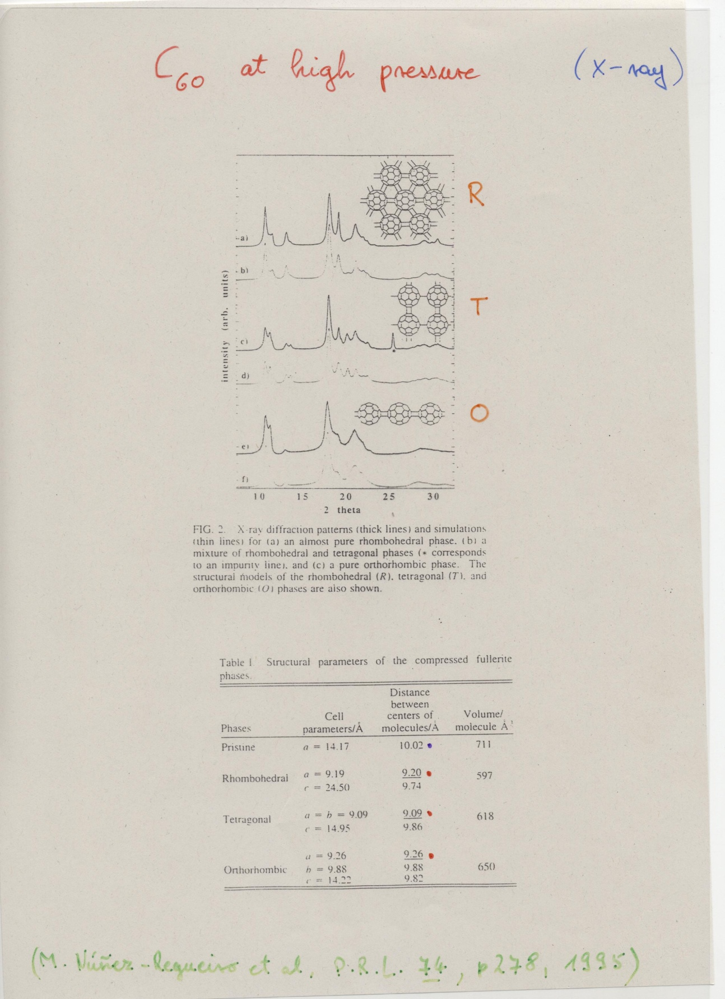 C60 at high pressure (x-ray)
R
a)
b)
T
c)
*
d)
O
e)
f)
intensity (arb. units)
10 15 20 25 30
2 theta
FIG. 2. X-ray diffraction patterns (thick lines) and simulations
(thin lines) for (a) an almost pure rhombohedral phase, (b) a
mixture of rhombohedral and tetragonal phases (* corresponds
to an impurity line), and (c) a pure orthorhombic phase. The
structural models of the rhombohedral (R), tetragonal (T), and
orthorhombic (O) phases are also shown.
Table 1 Structural parameters of the compressed fullerite
phases.
Distance
between
Cell centers of Volume/
Phases parameters/Å molecules/Å molecule Å³
Pristine a = 14.17 10.02 711
Rhombohedral a = 9.19 9.20 597
c = 24.50 9.74
Tetragonal a = b = 9.09 9.09 618
c = 14.95 9.86
a = 9.26 9.26
Orthorhombic b = 9.88 9.88 650
c = 14.22 9.82
(M. Núñez-Regueiro et al, P.R.L. 74, p278, 1995)